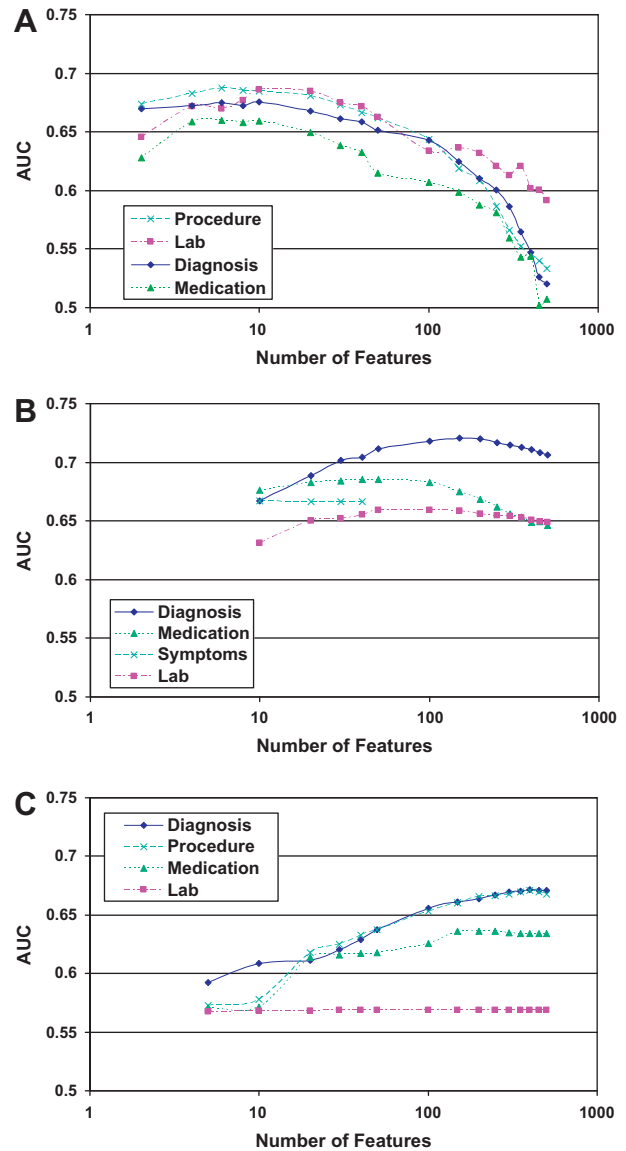 A
0.75
0.7
0.65
0.6
0.55
0.5
AUC
Procedure
Lab
Diagnosis
Medication
1 10 100 1000
Number of Features
B
0.75
0.7
0.65
0.6
0.55
0.5
AUC
Diagnosis
Medication
Symptoms
Lab
1 10 100 1000
Number of Features
C
0.75
0.7
0.65
0.6
0.55
0.5
AUC
Diagnosis
Procedure
Medication
Lab
1 10 100 1000
Number of Features